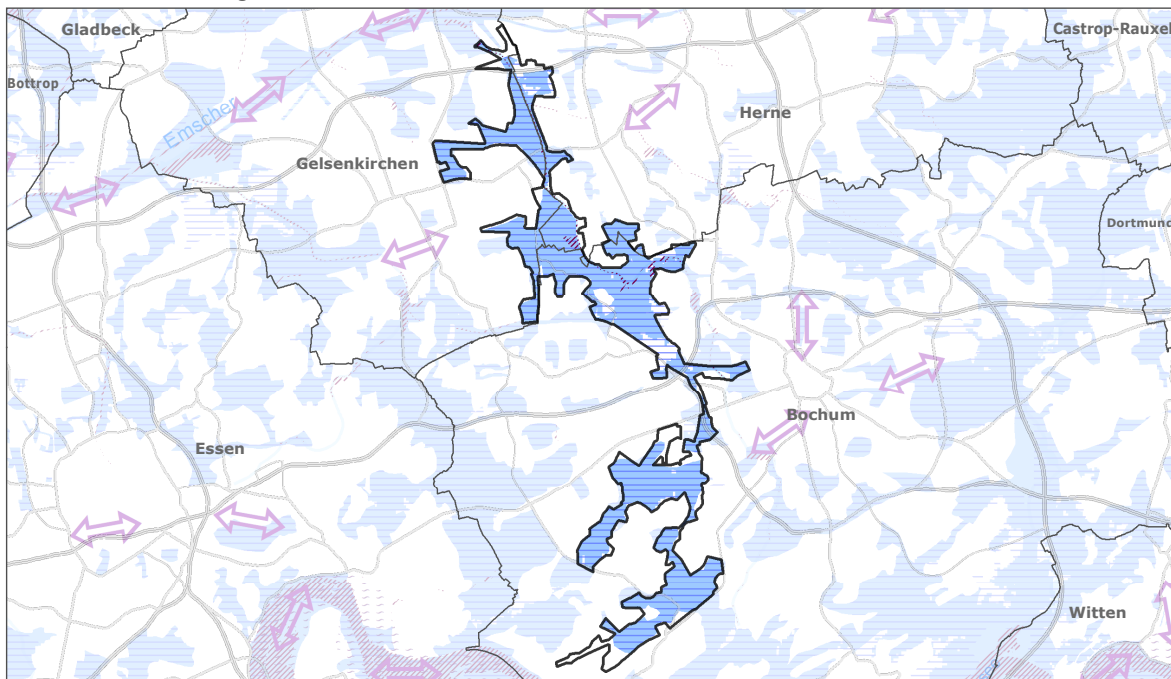 Gladbeck
Castrop-Rauxel
Bottrop
Herne
Emscher
Gelsenkirchen
Dortmund
Bochum
Essen
Witten